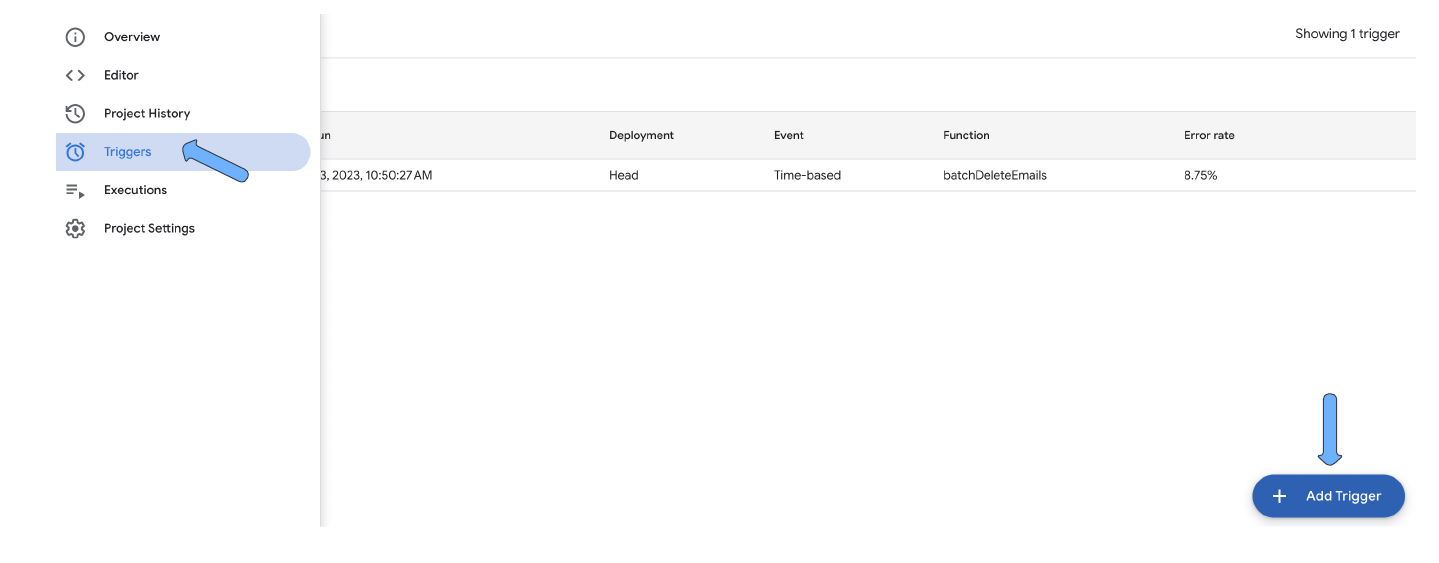 Overview
Editor
Project History
Triggers
Executions
Project Settings
Showing 1 trigger
Deployment Event Function Error rate
3, 2023, 10:50:27 AM Head Time-based batchDeleteEmails 8.75%
Add Trigger